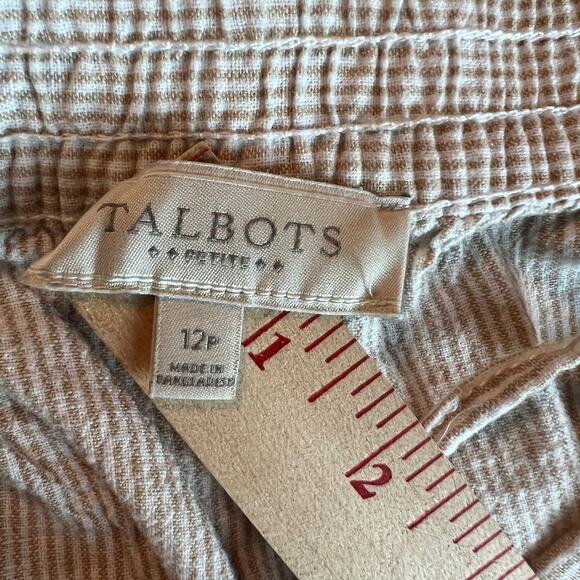 TALBOTS
PETITE
12P
MADE IN
BANGLADESH
1
2